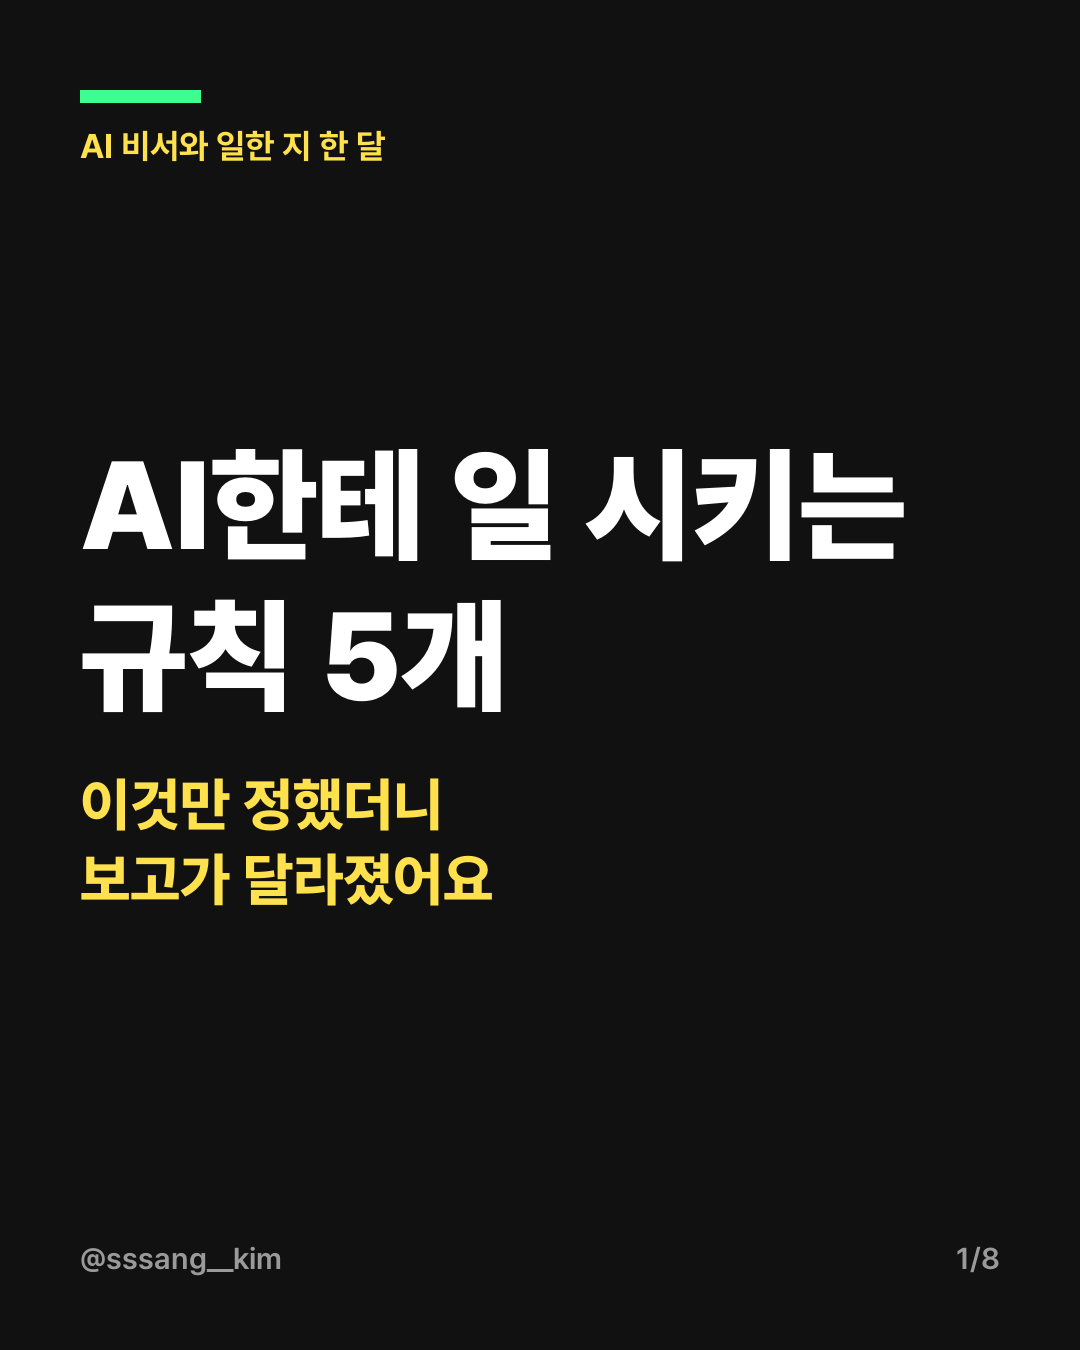 AI 비서와 일한 지 한 달
AI한테 일 시키는
규칙 5개
이것만 정했더니
보고가 달라졌어요
@sssang__kim
1/8